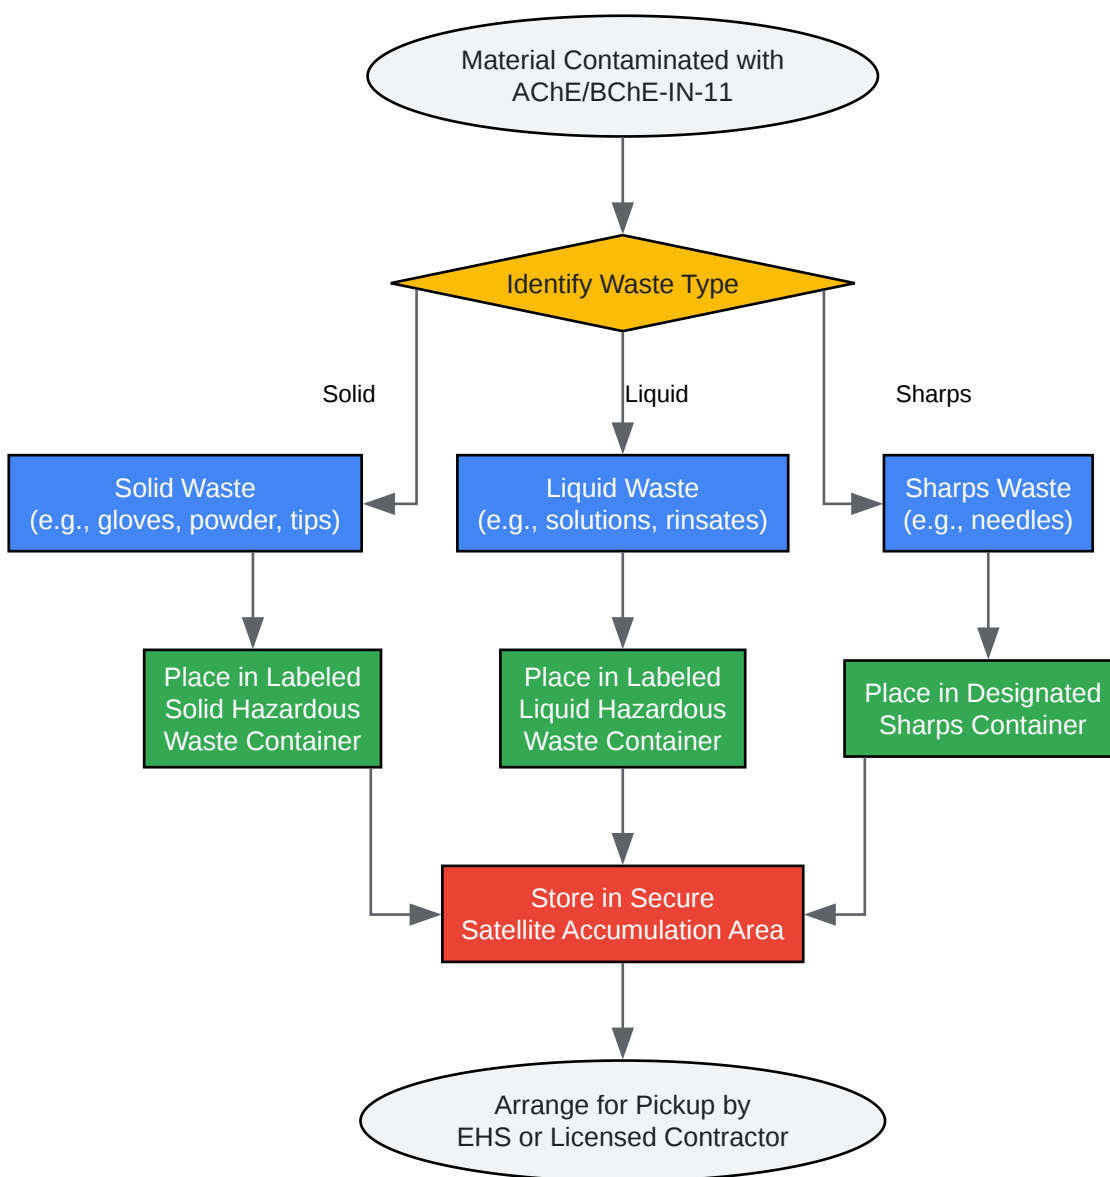 Material Contaminated with
AChE/BChE-IN-11
Identify Waste Type
Solid
Liquid
Sharps
Solid Waste
(e.g., gloves, powder, tips)
Liquid Waste
(e.g., solutions, rinsates)
Sharps Waste
(e.g., needles)
Place in Labeled
Solid Hazardous
Waste Container
Place in Labeled
Liquid Hazardous
Waste Container
Place in Designated
Sharps Container
Store in Secure
Satellite Accumulation Area
Arrange for Pickup by
EHS or Licensed Contractor